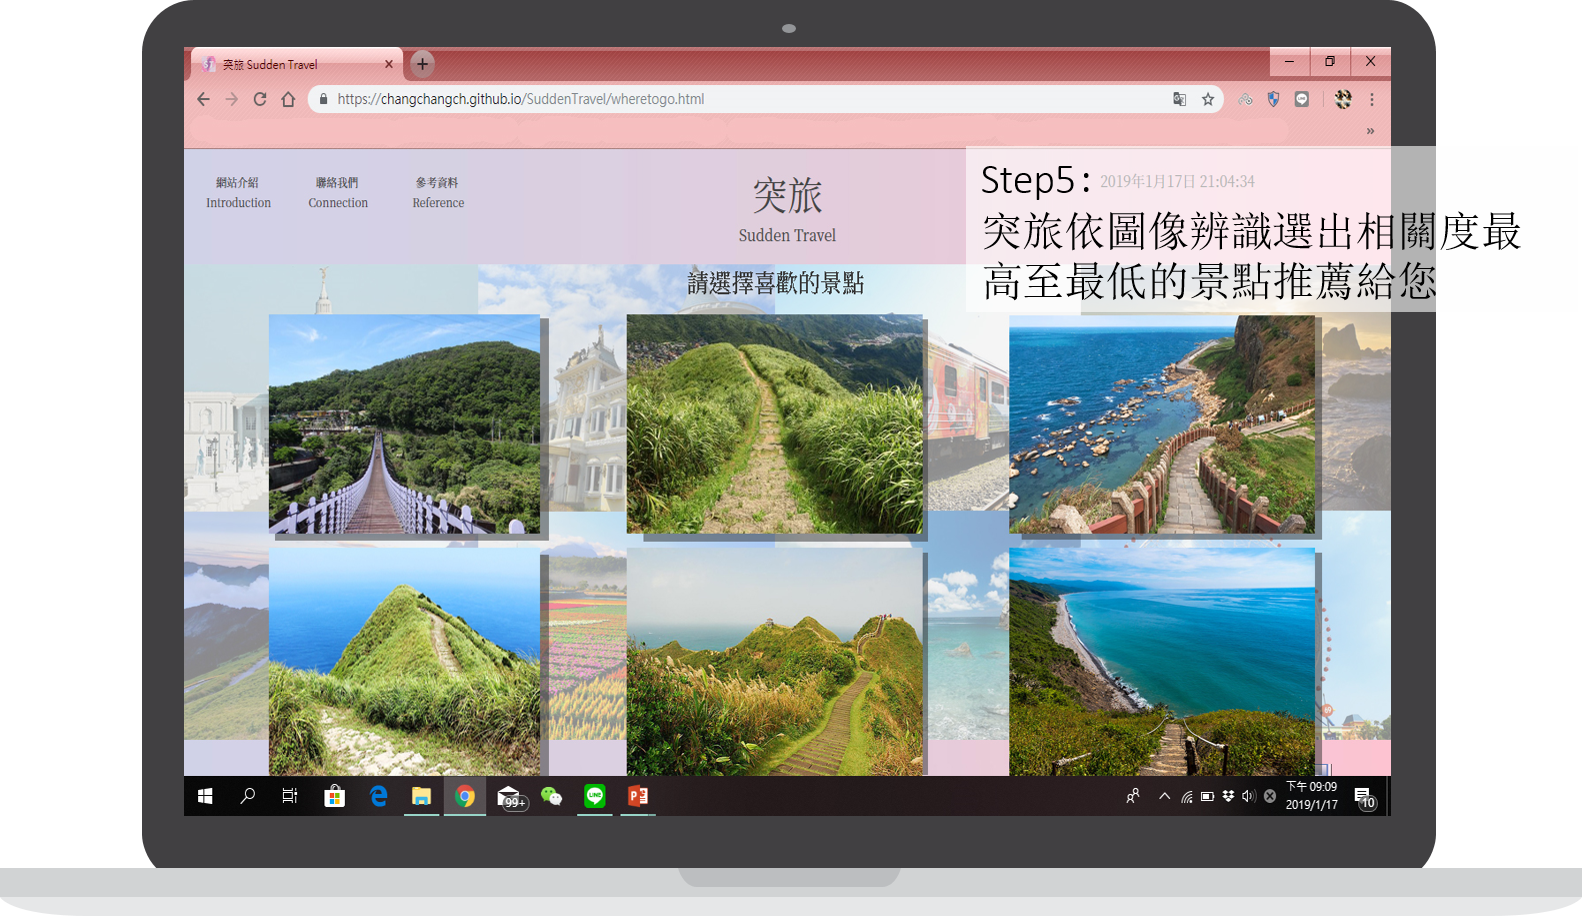 突旅 Sudden Travel
https://changchangch.github.io/SuddenTravel/wheretogo.html
網站介紹
Introduction
聯絡我們
Connection
參考資料
Reference
突旅
Sudden Travel
Step5:
2019年1月17日 21:04:34
突旅依圖像辨識選出相關度最
高至最低的景點推薦給您
請選擇喜歡的景點
99+
下午 09:09
2019/1/17
10